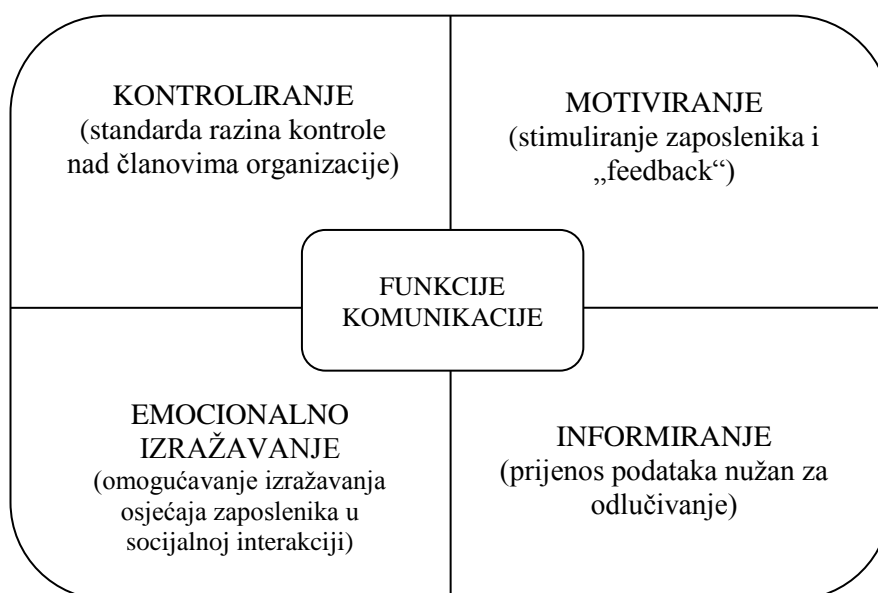 KONTROLIRANJE
(standarda razina kontrole
nad članovima organizacije)
MOTIVIRANJE
(stimuliranje zaposlenika i
„feedback“)
FUNKCIJE
KOMUNIKACIJE
EMOCIONALNO
IZRAŽAVANJE
(omogućavanje izražavanja
osjećaja zaposlenika u
socijalnoj interakciji)
INFORMIRANJE
(prijenos podataka nužan za
odlučivanje)